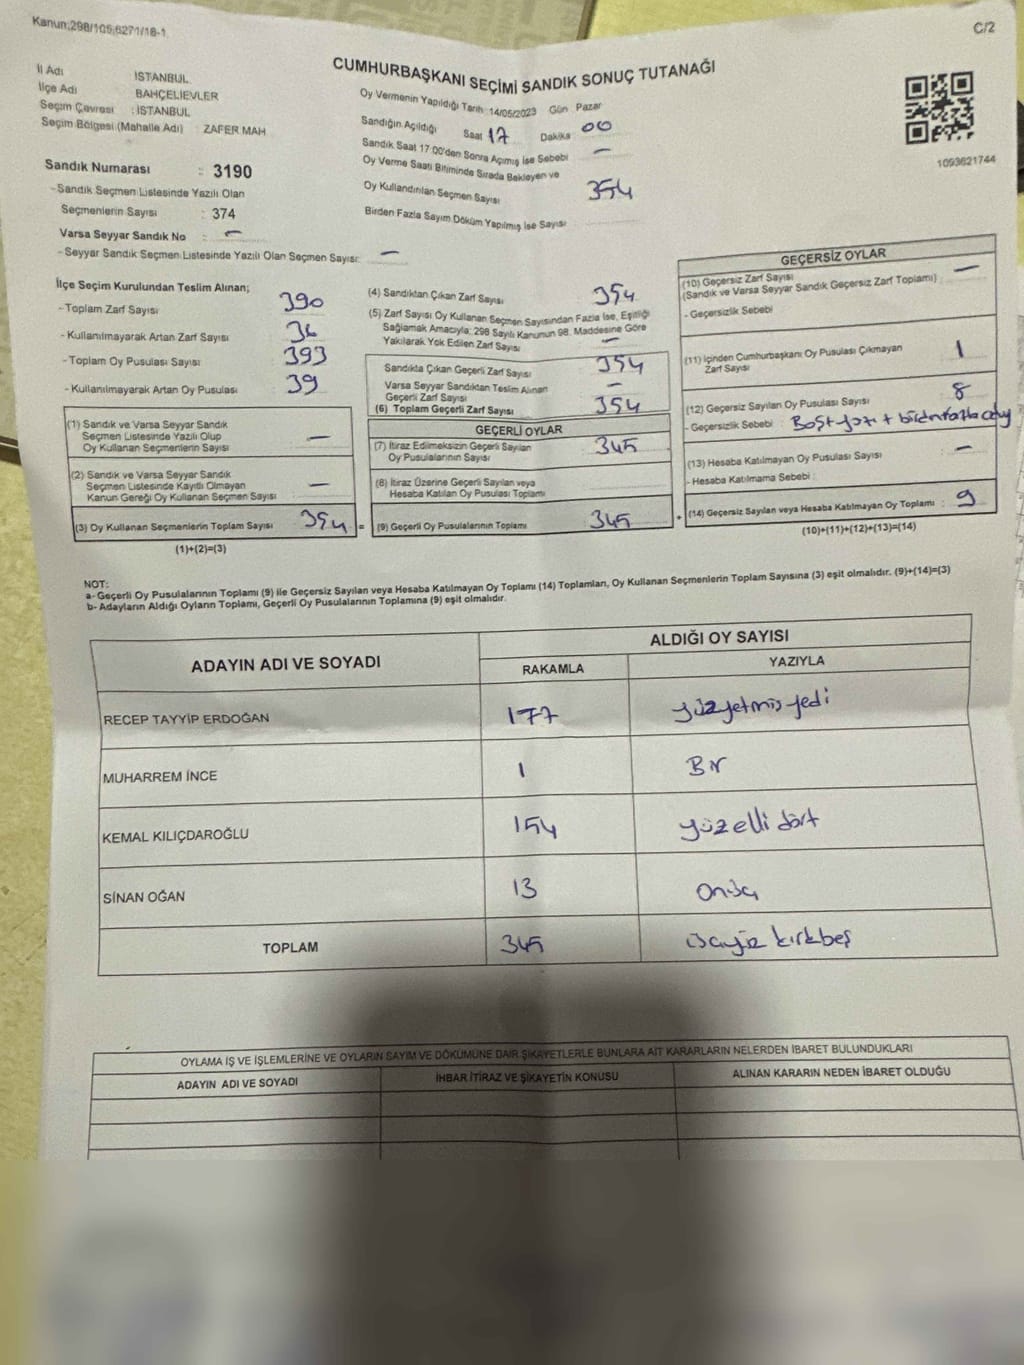 Kanun;298/105;6271/18-1
C/2
CUMHURBAŞKANI SEÇİMİ SANDIK SONUÇ TUTANAĞI
İl Adı İSTANBUL
İlçe Adı BAHÇELİEVLER
Seçim Çevresi : İSTANBUL
Seçim Bölgesi (Mahalle Adı) : ZAFER MAH
Sandık Numarası : 3190
-Sandık Seçmen Listesinde Yazılı Olan
Seçmenlerin Sayısı : 374
Varsa Seyyar Sandık No : -
-Seyyar Sandık Seçmen Listesinde Yazılı Olan Seçmen Sayısı: -
Oy Vermenin Yapıldığı Tarih :14/05/2023 Gün Pazar
Sandığın Açıldığı Saat 17 Dakika 00
Sandık Saat 17:00'den Sonra Açımış İse Sebebi -
Oy Verme Saati Bitiminde Sırada Bekleyen ve
Oy Kullandırılan Seçmen Sayısı 354
Birden Fazla Sayım Döküm Yapılmış İse Sayısı
1093621744
İlçe Seçim Kurulundan Teslim Alınan;
-Toplam Zarf Sayısı 390
- Kullanılmayarak Artan Zarf Sayısı 36
-Toplam Oy Pusulası Sayısı 393
-Kullanılmayarak Artan Oy Pusulası 39
(1) Sandık ve Varsa Seyyar Sandık
Seçmen Listesinde Yazılı Olup
Oy Kullanan Seçmenlerin Sayısı -
(2) Sandık ve Varsa Seyyar Sandık
Seçmen Listesinde Kayıtlı Olmayan
Kanun Gereği Oy Kullanan Seçmen Sayısı -
(3) Oy Kullanan Seçmenlerin Toplam Sayısı 354
(1)+(2)=(3)
(4) Sandıktan Çıkan Zarf Sayısı 354
(5) Zarf Sayısı Oy Kullanan Seçmen Sayısından Fazla İse, Eşitliği
Sağlamak Amacıyla; 298 Sayılı Kanunun 98. Maddesine Göre
Yakılarak Yok Edilen Zarf Sayısı -
Sandıkta Çıkan Geçerli Zarf Sayısı 354
Varsa Seyyar Sandıktan Teslim Alınan
Geçerli Zarf Sayısı -
(6) Toplam Geçerli Zarf Sayısı 354
GEÇERLİ OYLAR
(7) İtiraz Edilmeksizin Geçerli Sayılan
Oy Pusulalarının Sayısı 345
(8) İtiraz Üzerine Geçerli Sayılan veya
Hesaba Katılan Oy Pusulası Toplamı
= (9) Geçerli Oy Pusulalarının Toplamı 345 +
GEÇERSİZ OYLAR
(10) Geçersiz Zarf Sayısı -
(Sandık ve Varsa Seyyar Sandık Geçersiz Zarf Toplamı)
- Geçersizlik Sebebi
(11) İçinden Cumhurbaşkanı Oy Pusulası Çıkmayan
Zarf Sayısı 1
(12) Geçersiz Sayılan Oy Pusulası Sayısı 8
- Geçersizlik Sebebi : Boş+yazı + birden fazla aday
(13) Hesaba Katılmayan Oy Pusulası Sayısı -
- Hesaba Katılmama Sebebi :
(14) Geçersiz Sayılan veya Hesaba Katılmayan Oy Toplamı : 9
(10)+(11)+(12)+(13)=(14)
NOT:
a- Geçerli Oy Pusulalarının Toplamı (9) ile Geçersiz Sayılan veya Hesaba Katılmayan Oy Toplamı (14) Toplamları, Oy Kullanan Seçmenlerin Toplam Sayısına (3) eşit olmalıdır. (9)+(14)=(3)
b- Adayların Aldığı Oyların Toplamı, Geçerli Oy Pusulalarının Toplamına (9) eşit olmalıdır.
ADAYIN ADI VE SOYADI ALDIĞI OY SAYISI
RAKAMLA YAZIYLA
RECEP TAYYİP ERDOĞAN 177 yüzyetmişyedi
MUHARREM İNCE 1 Bir
KEMAL KILIÇDAROĞLU 154 yüzelli dört
SİNAN OĞAN 13 onüç
TOPLAM 345 üçyüz kırkbeş
OYLAMA İŞ VE İŞLEMLERİNE VE OYLARIN SAYIM VE DÖKÜMÜNE DAİR ŞİKAYETLERLE BUNLARA AİT KARARLARIN NELERDEN İBARET BULUNDUKLARI
ADAYIN ADI VE SOYADI İHBAR İTİRAZ VE ŞİKAYETİN KONUSU ALINAN KARARIN NEDEN İBARET OLDUĞU